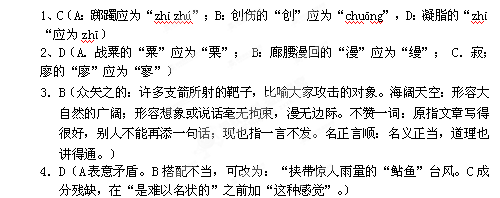 1、C（A：踯躅应为“zhí zhú”；B：创伤的“创”应为“chuāng”，D：凝脂的“zhǐ
“应为zhī）
2、D（A．战粟的“粟”应为“栗”； B：廊腰漫回的“漫”应为“缦”； C．寂；
廖的“廖”应为“寥”）
3．B（众矢之的：许多支箭所射的靶子，比喻大家攻击的对象。海阔天空：形容大
自然的广阔；形容想象或说话毫无拘束，漫无边际。不赞一词：原指文章写得
很好，别人不能再添一句话；现也指一言不发。名正言顺：名义正当，道理也
讲得通。）
4．D（A表意矛盾。B搭配不当，可改为：“挟带惊人雨量的“鲇鱼”台风。C成
分残缺，在“是难以名状的”之前加“这种感觉”。）